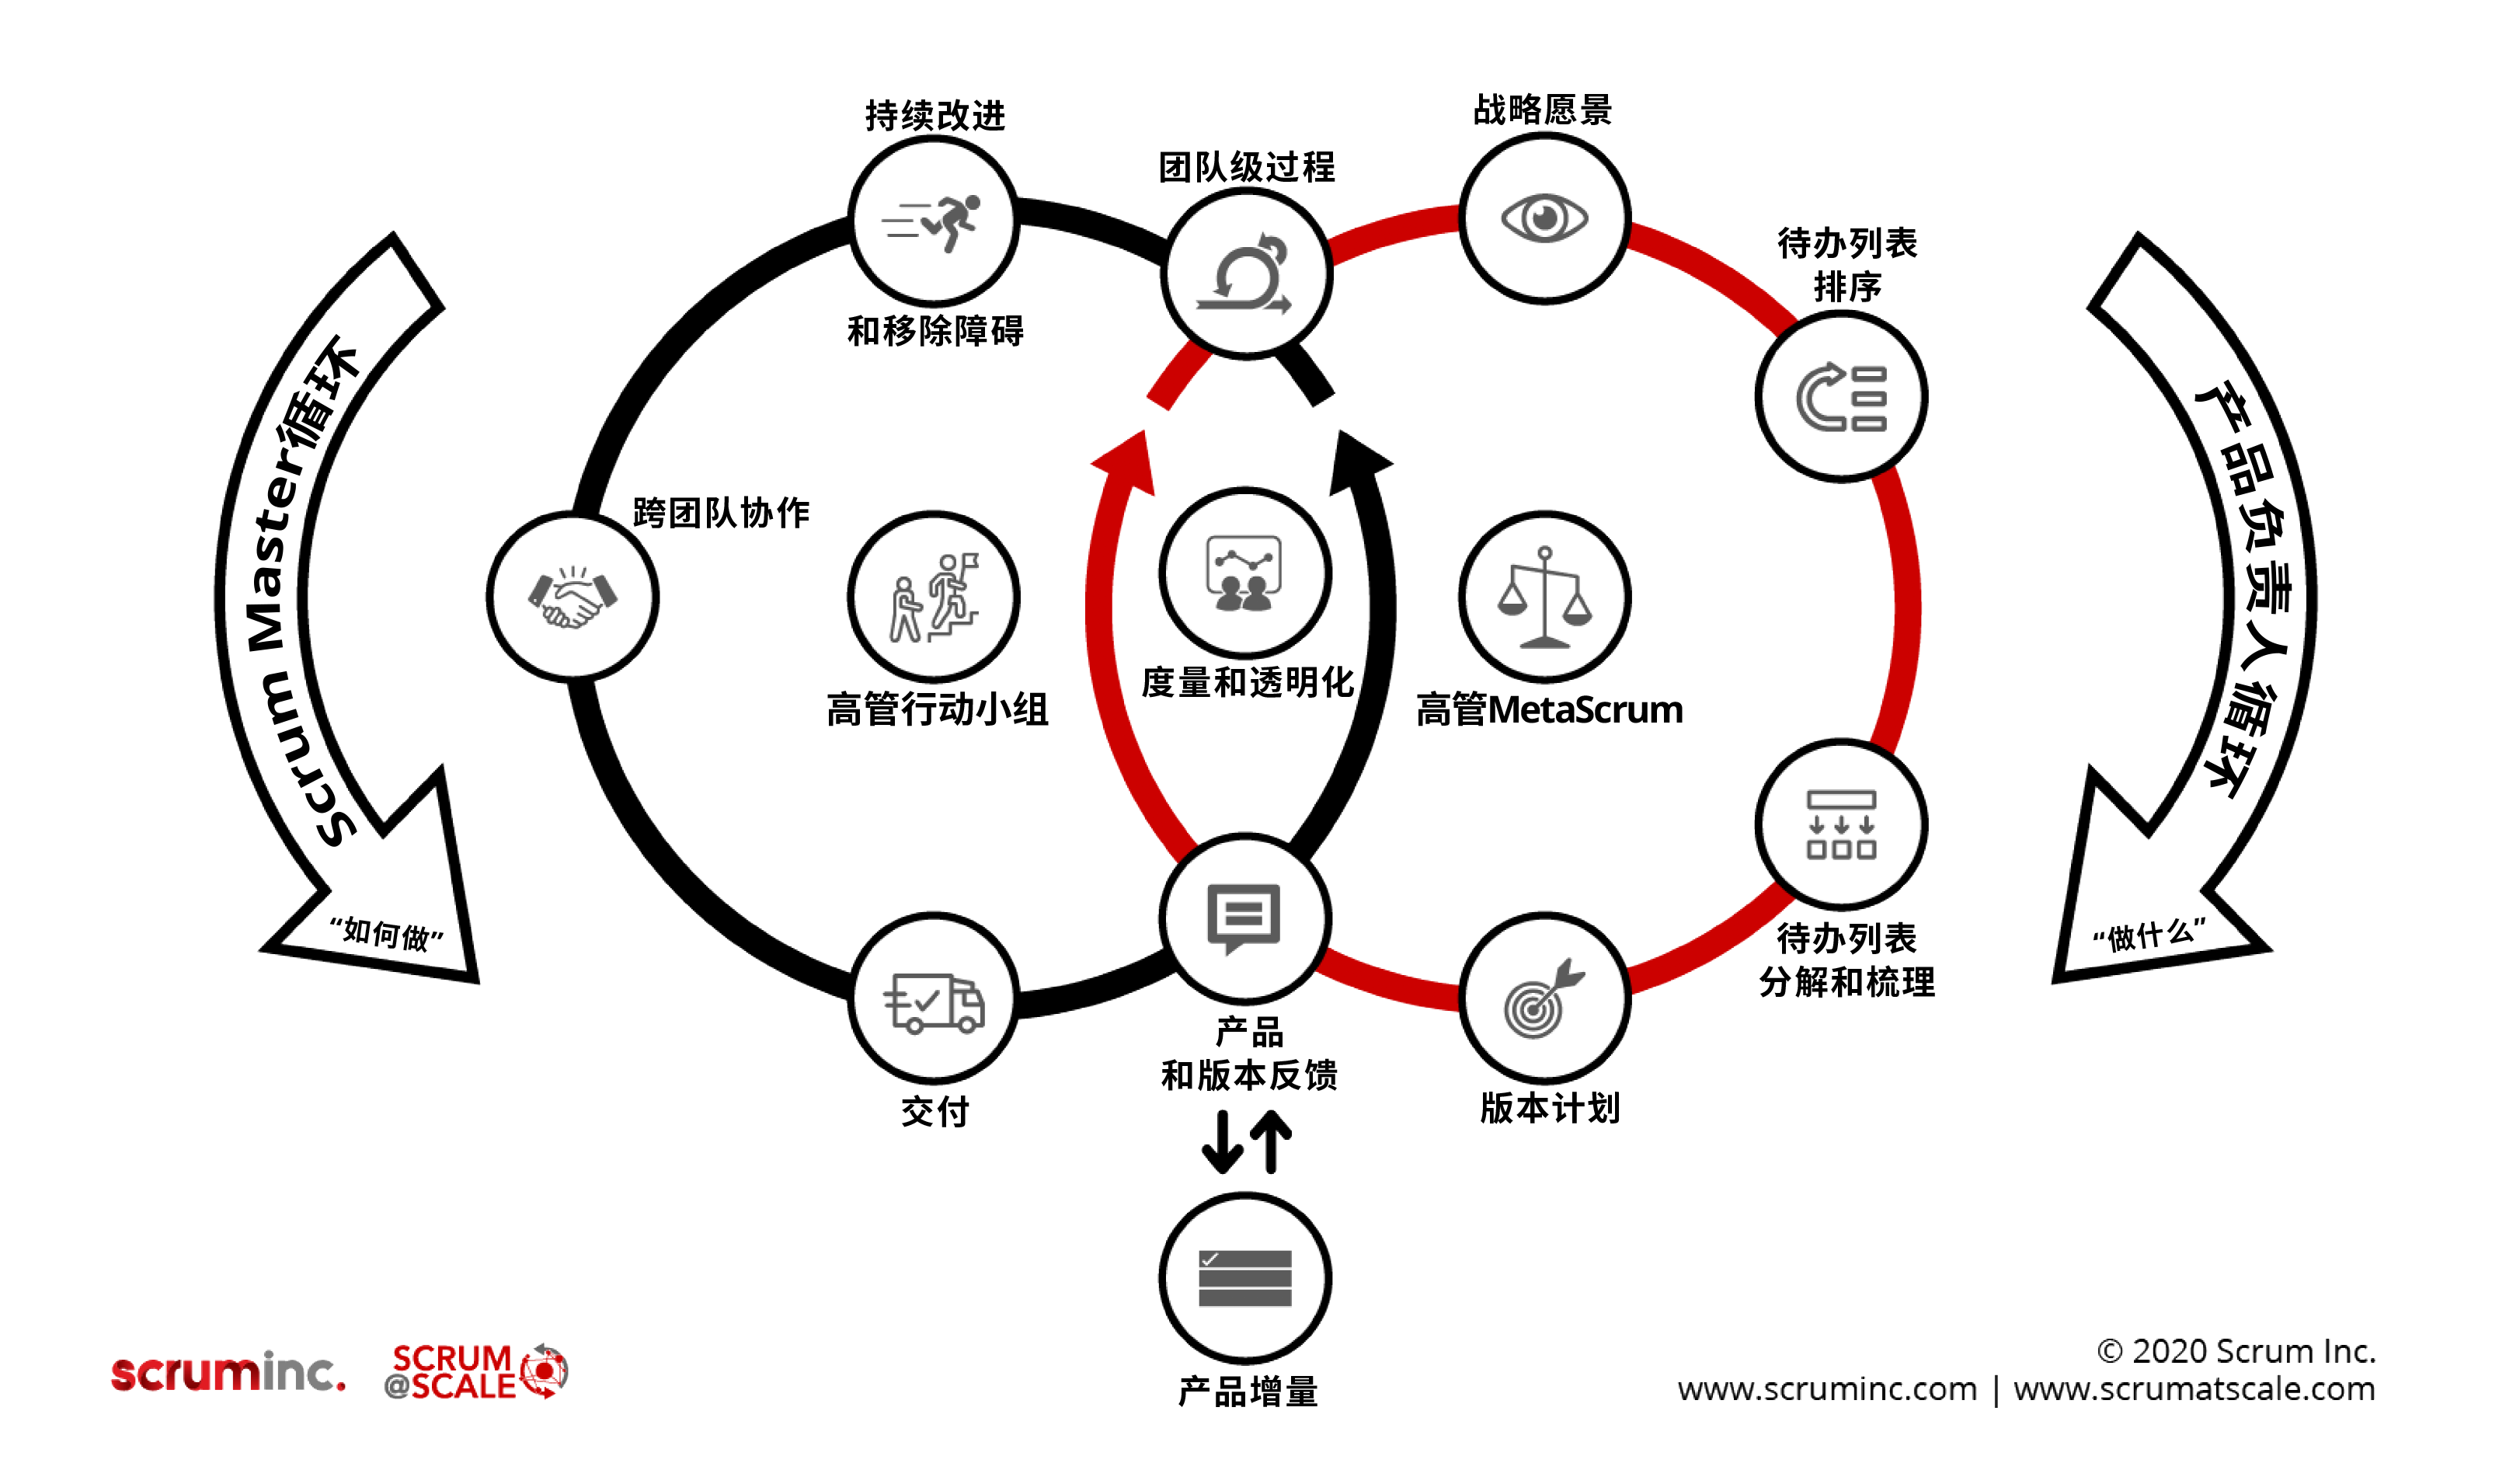 持续改进
和移除障碍
团队级过程
战略愿景
待办列表
排序
Scrum Master循环
“如何做”
跨团队协作
高管行动小组
度量和透明化
高管MetaScrum
产品负责人循环
“做什么”
待办列表
分解和梳理
交付
产品
和版本反馈
版本计划
产品增量
scruminc.
SCRUM
@SCALE
© 2020 Scrum Inc.
www.scruminc.com | www.scrumatscale.com